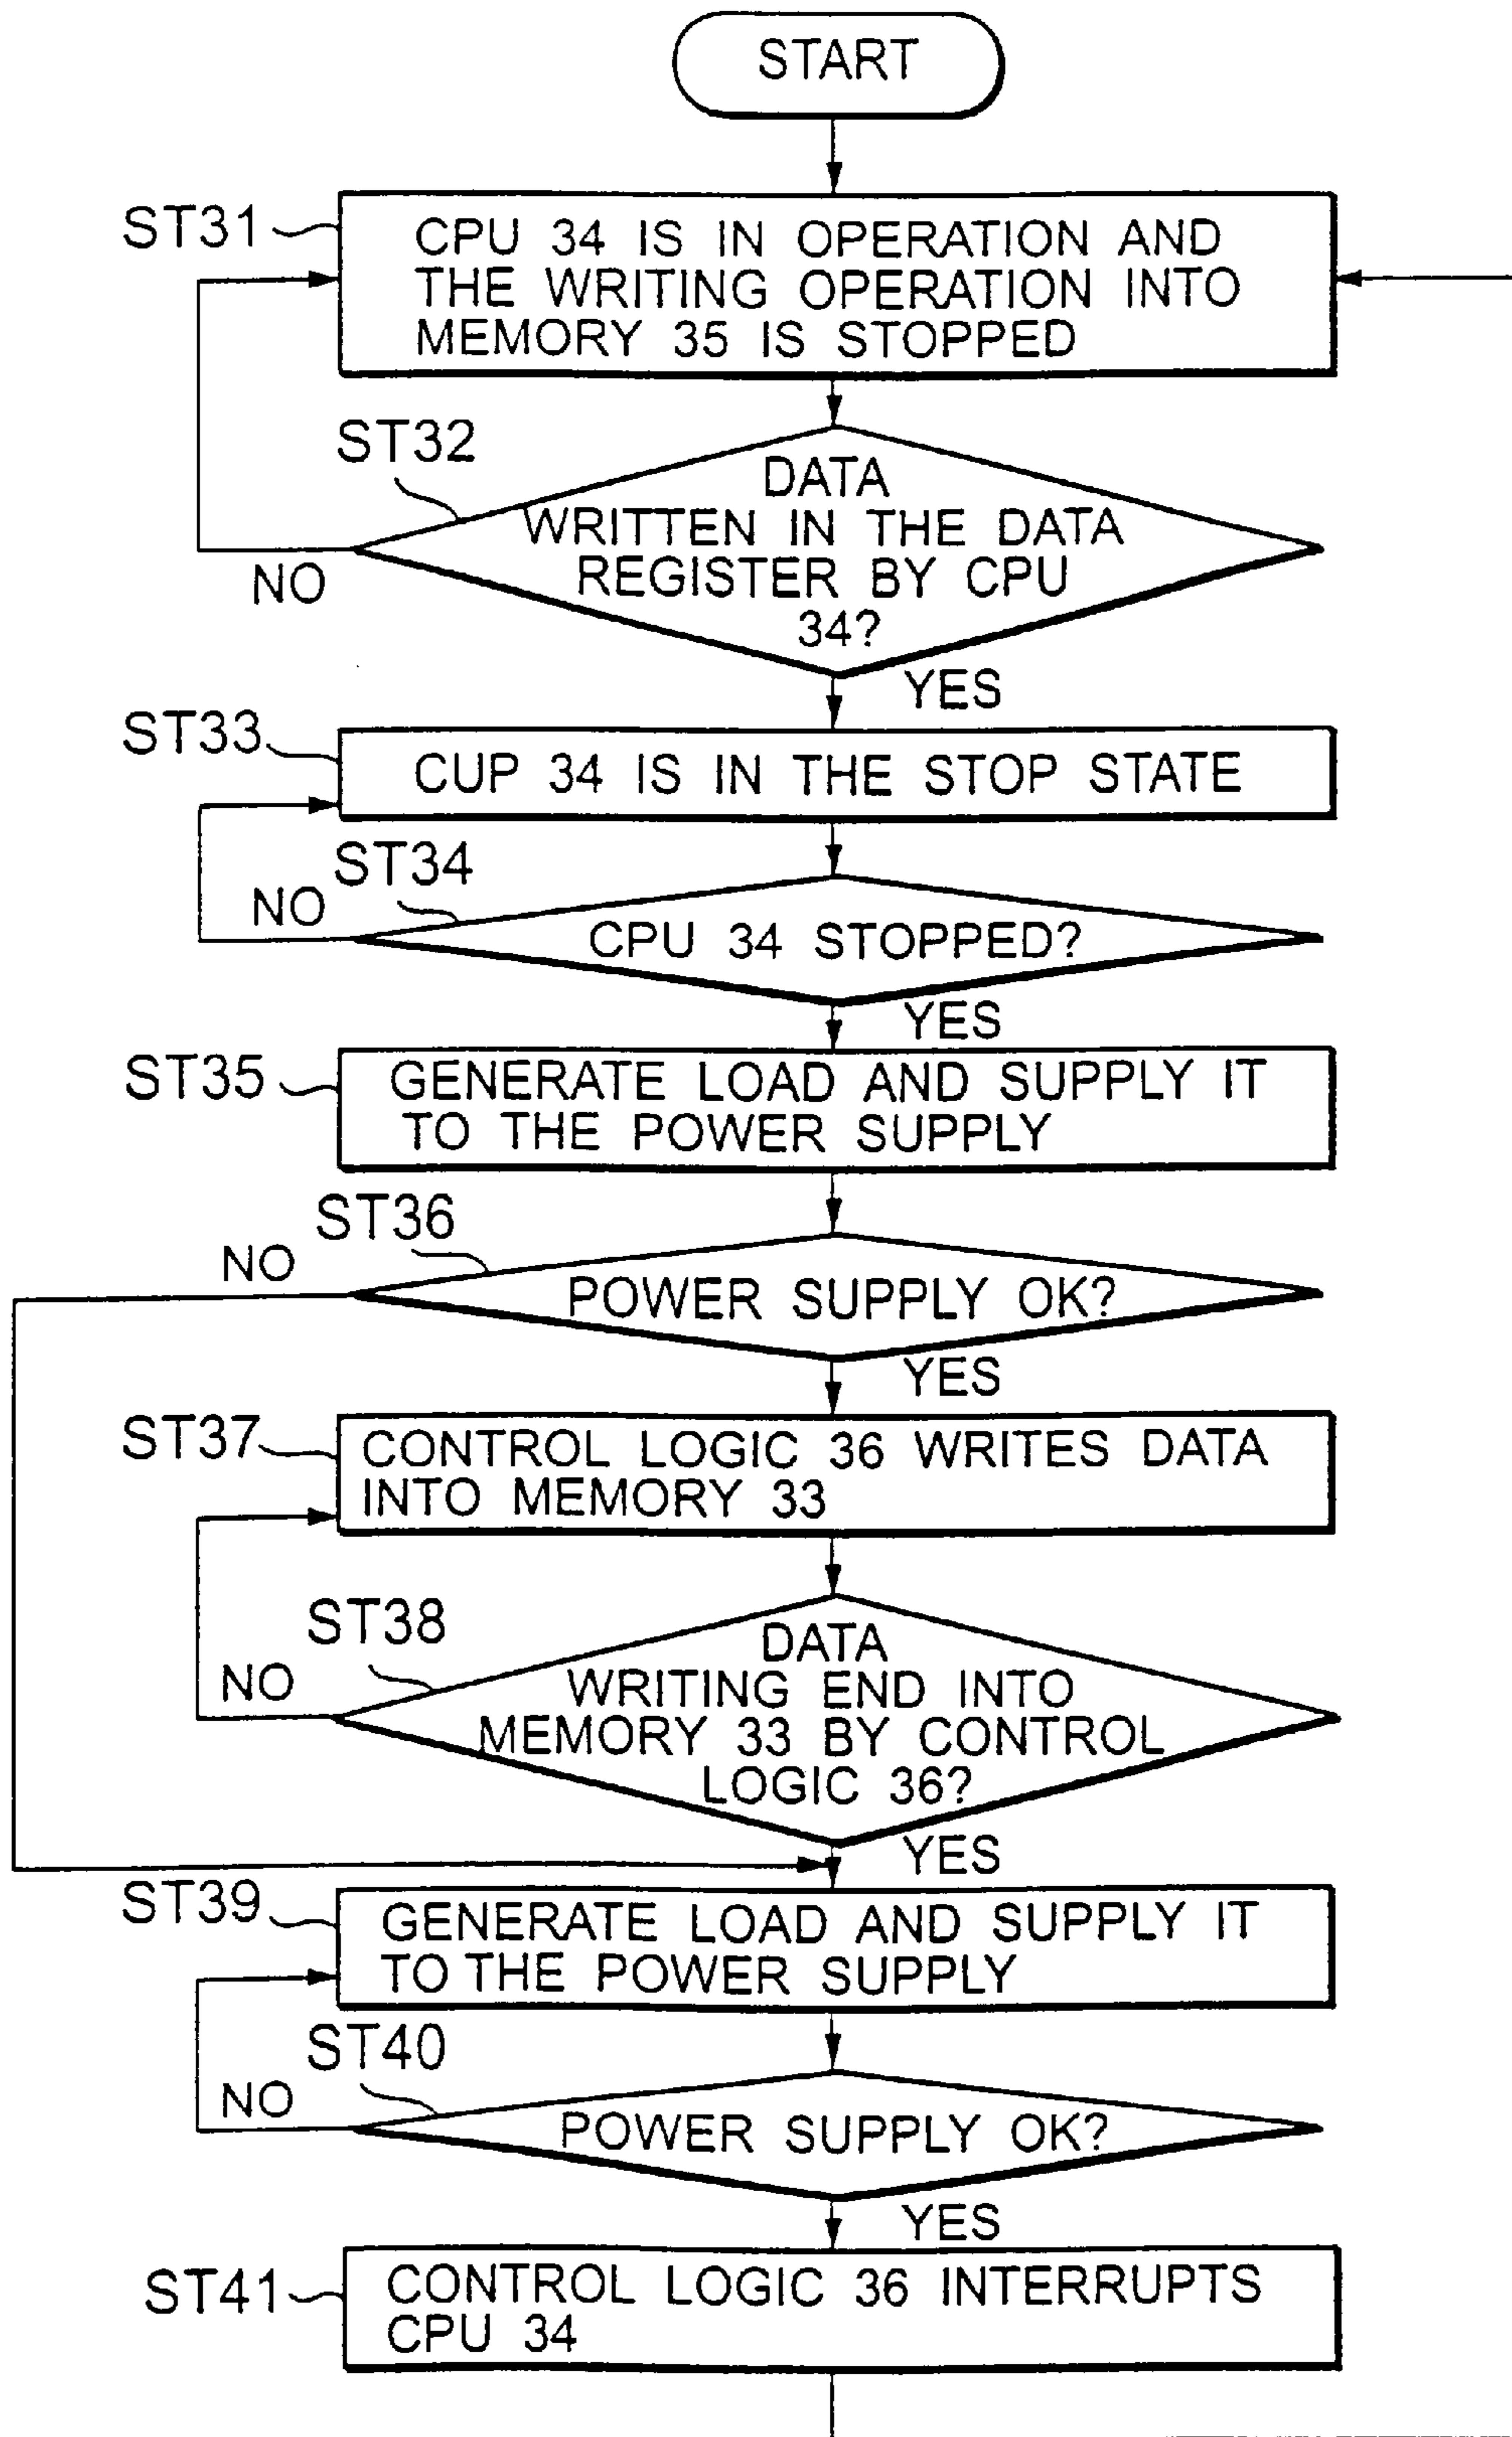 START
ST31
CPU 34 IS IN OPERATION AND
THE WRITING OPERATION INTO
MEMORY 35 IS STOPPED
ST32
DATA
WRITTEN IN THE DATA
REGISTER BY CPU
34?
NO
YES
ST33
CUP 34 IS IN THE STOP STATE
ST34
NO
CPU 34 STOPPED?
YES
ST35
GENERATE LOAD AND SUPPLY IT
TO THE POWER SUPPLY
ST36
NO
POWER SUPPLY OK?
YES
ST37
CONTROL LOGIC 36 WRITES DATA
INTO MEMORY 33
ST38
NO
DATA
WRITING END INTO
MEMORY 33 BY CONTROL
LOGIC 36?
YES
ST39
GENERATE LOAD AND SUPPLY IT
TO THE POWER SUPPLY
ST40
NO
POWER SUPPLY OK?
YES
ST41
CONTROL LOGIC 36 INTERRUPTS
CPU 34